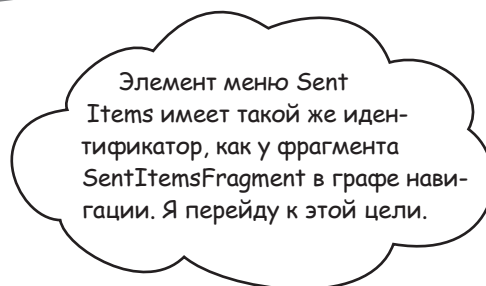 Элемент меню Sent
Items имеет такой же иден-
тификатор, как у фрагмента
SentItemsFragment в графе нави-
гации. Я перейду к этой цели.